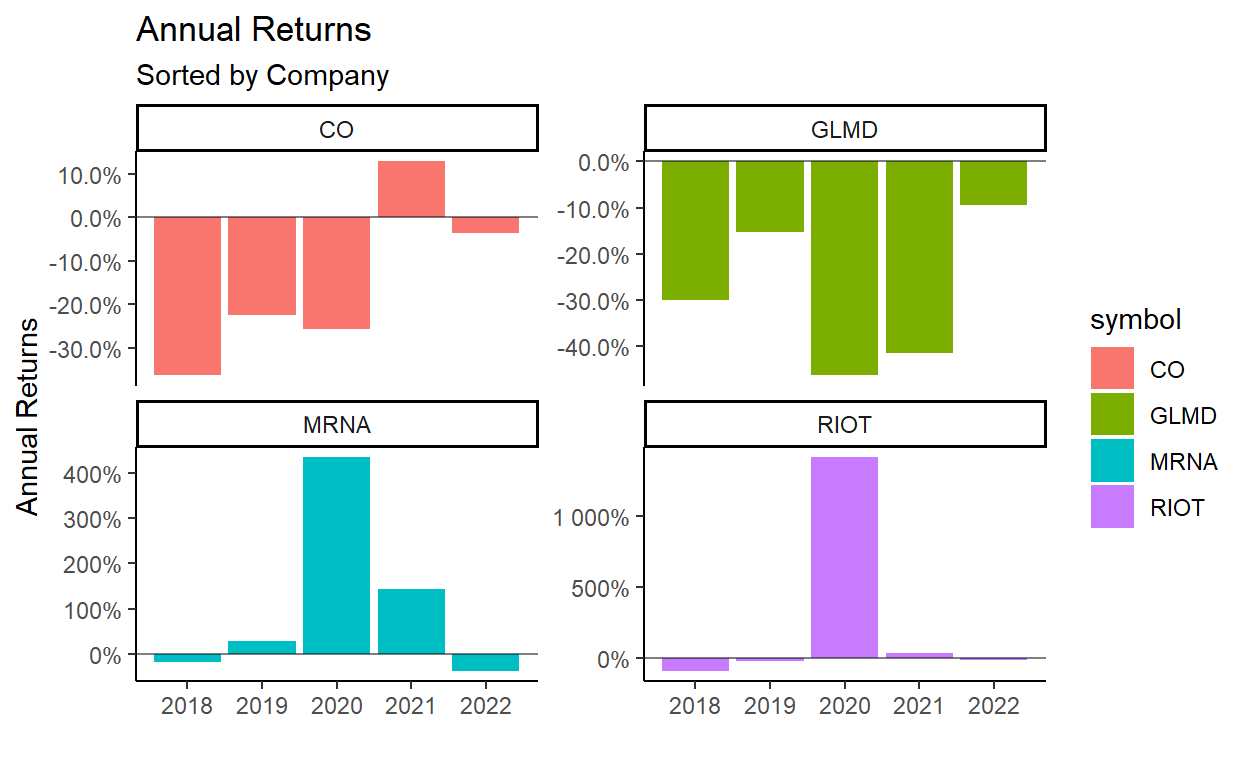 Annual Returns
Sorted by Company
CO
GLMD
10.0%
0.0%
-10.0%
-20.0%
-30.0%
0.0%
-10.0%
-20.0%
-30.0%
-40.0%
MRNA
RIOT
400%
300%
200%
100%
0%
1 000%
500%
0%
2018 2019 2020 2021 2022
2018 2019 2020 2021 2022
Annual Returns
symbol
CO
GLMD
MRNA
RIOT